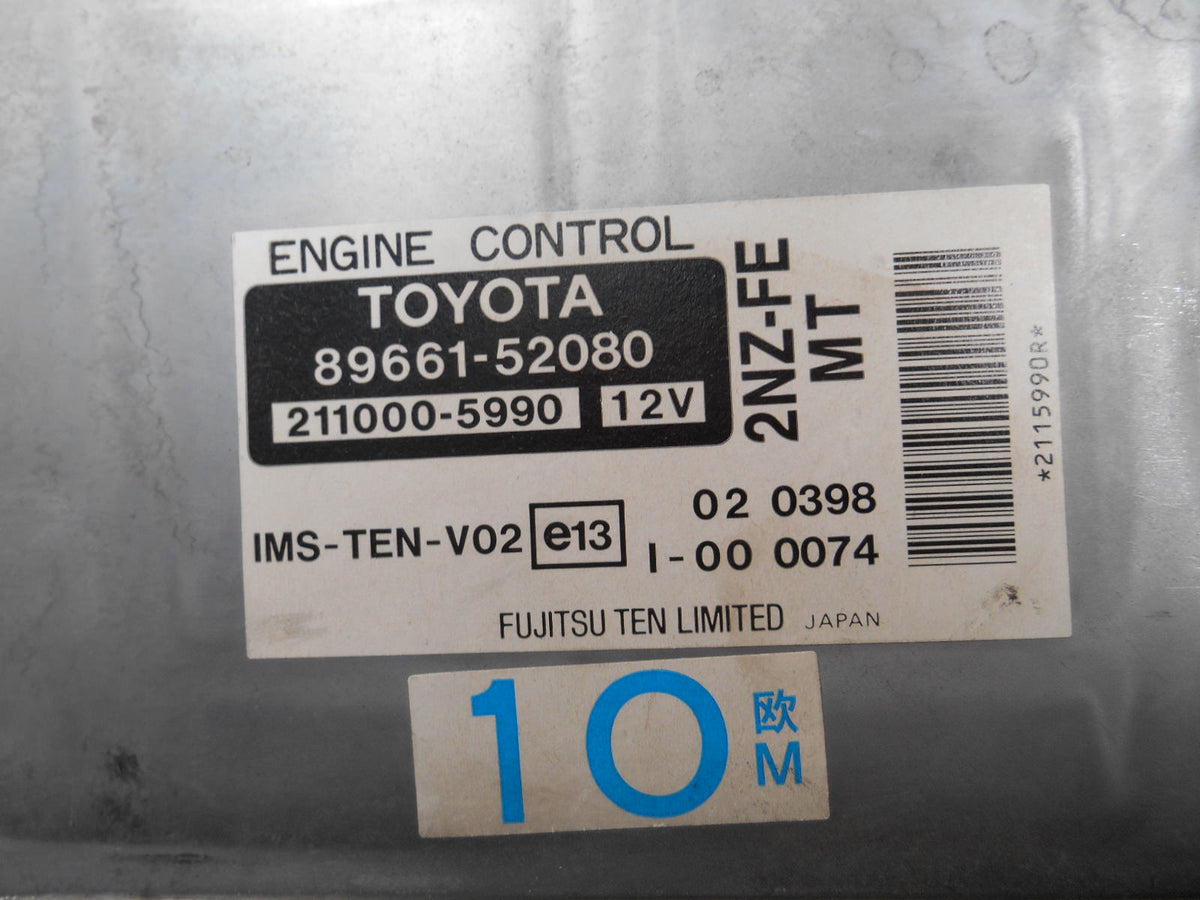 ENGINE CONTROL
TOYOTA
89661-52080
211000-5990 12V
2NZ-FE
MT
*2115990R*
IMS-TEN-V02 e13
02 0398
I-00 0074
FUJITSU TEN LIMITED JAPAN
10 欧
M